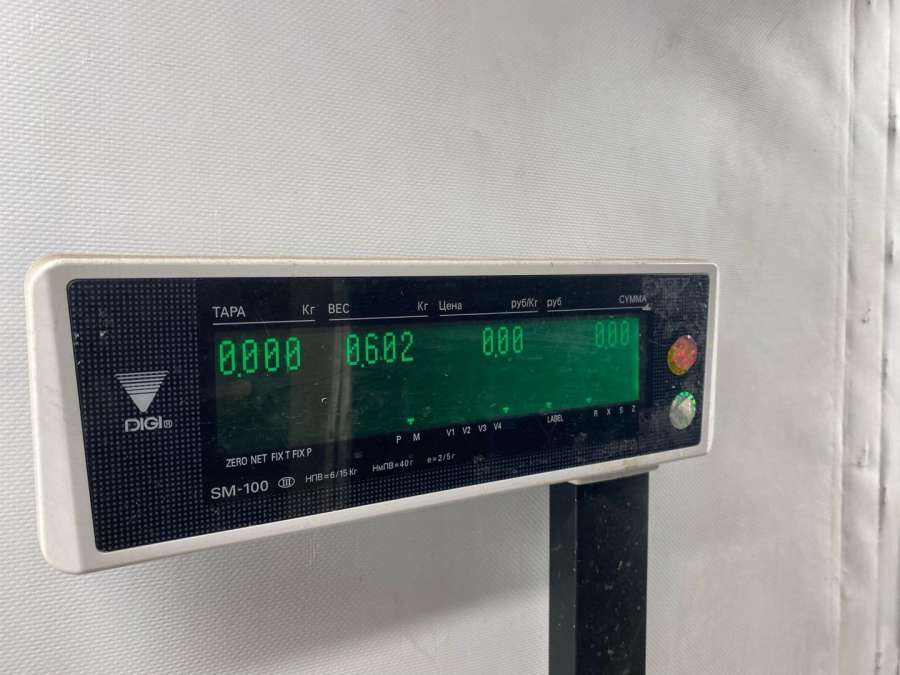 ТАРА Кг ВЕС Кг Цена руб/Кг руб СУММА
0.000 0.602 0.00 0.00
P M V1 V2 V3 V4 LABEL R X S Z
DIGI®
ZERO NET FIX T FIX P
SM-100 III НПВ=6/15 Кг НмПВ=40 г e=2/5 г